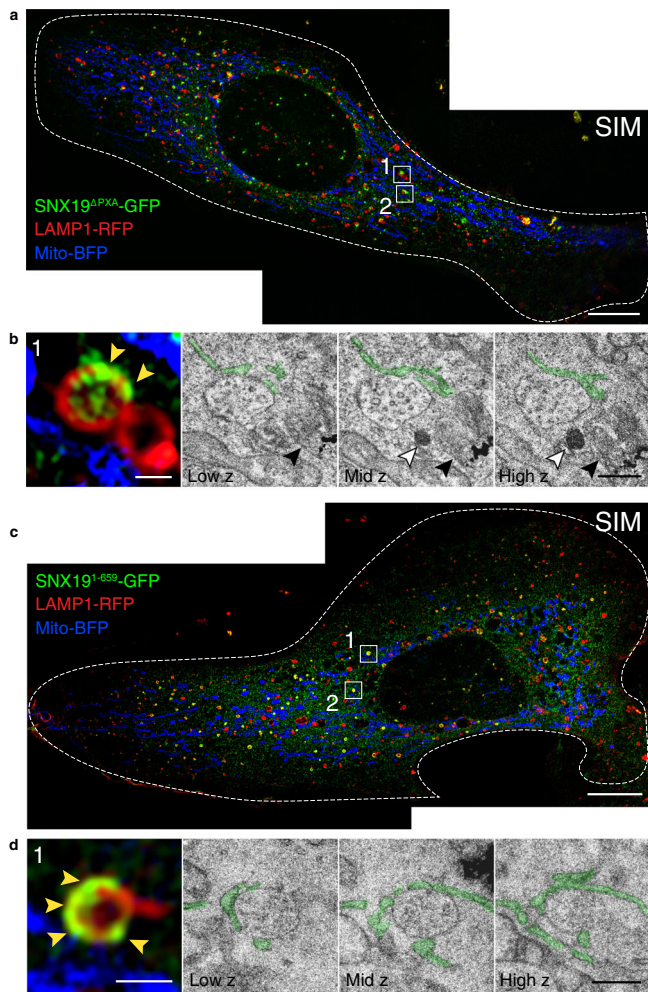 a
SIM
1
2
SNX19ΔPXA-GFP
LAMP1-RFP
Mito-BFP
b
1
Low z
Mid z
High z
c
SIM
SNX191-659-GFP
LAMP1-RFP
Mito-BFP
1
2
d
1
Low z
Mid z
High z